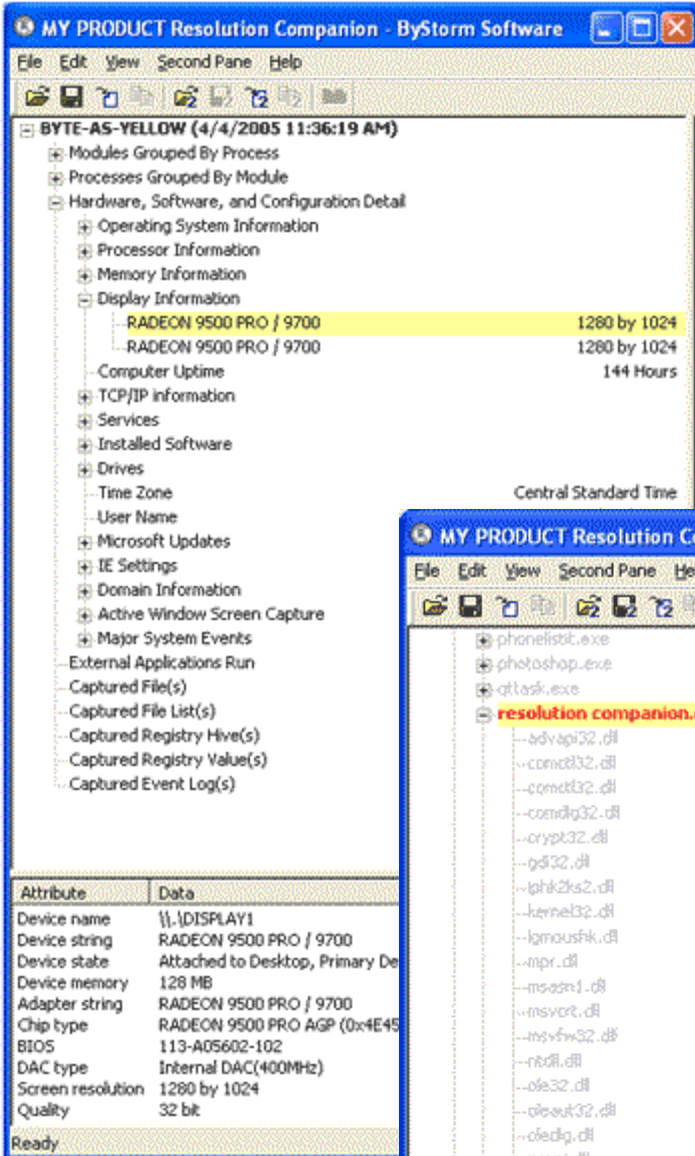 MY PRODUCT Resolution Companion - ByStorm Software
File Edit View Second Pane Help
BYTE-AS-YELLOW (4/4/2005 11:36:19 AM)
Modules Grouped By Process
Processes Grouped By Module
Hardware, Software, and Configuration Detail
Operating System Information
Processor Information
Memory Information
Display Information
RADEON 9500 PRO / 9700 1280 by 1024
RADEON 9500 PRO / 9700 1280 by 1024
Computer Uptime 144 Hours
TCP/IP information
Services
Installed Software
Drives
Time Zone Central Standard Time
User Name
Microsoft Updates
IE Settings
Domain Information
Active Window Screen Capture
Major System Events
External Applications Run
Captured File(s)
Captured File List(s)
Captured Registry Hive(s)
Captured Registry Value(s)
Captured Event Log(s)
Attribute Data
Device name \\.\DISPLAY1
Device string RADEON 9500 PRO / 9700
Device state Attached to Desktop, Primary De
Device memory 128 MB
Adapter string RADEON 9500 PRO / 9700
Chip type RADEON 9500 PRO AGP (0x4E45
BIOS 113-A05602-102
DAC type Internal DAC(400MHz)
Screen resolution 1280 by 1024
Quality 32 bit
Ready
MY PRODUCT Resolution C
File Edit View Second Pane He
phonelistit.exe
photoshop.exe
qttask.exe
resolution companion.
advapi32.dll
comctl32.dll
comctl32.dll
comdlg32.dll
crypt32.dll
gdi32.dll
iphk2ks2.dll
kernel32.dll
lgmoushk.dll
mpr.dll
msasn1.dll
msvcrt.dll
msvfw32.dll
ntdll.dll
ole32.dll
oleaut32.dll
oledlg.dll